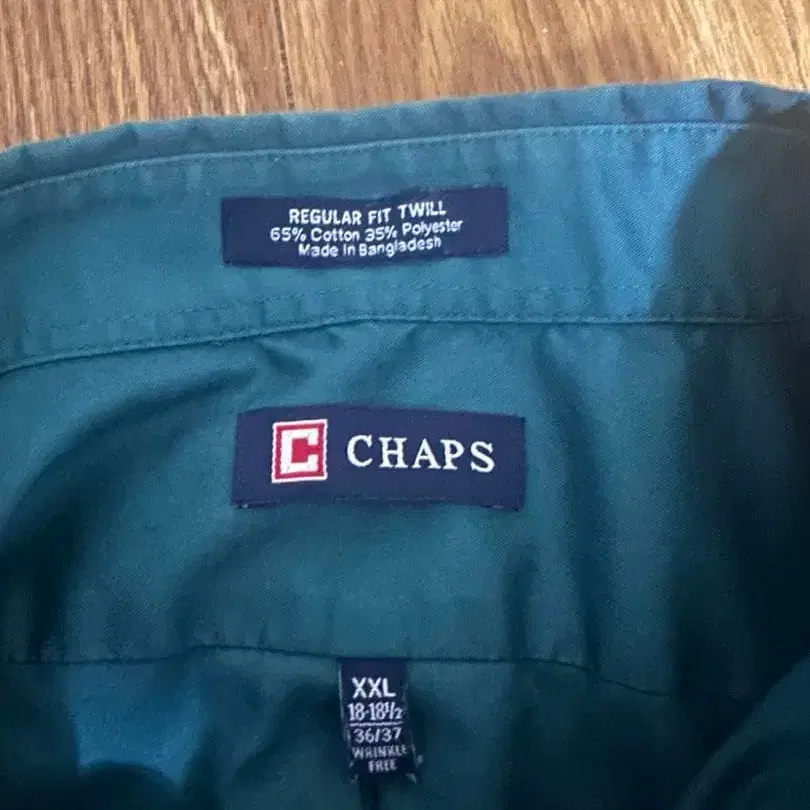 REGULAR FIT TWILL
65% Cotton 35% Polyester
Made in Bangladesh
C CHAPS
XXL
18-18½
36/37
WRINKLE
FREE